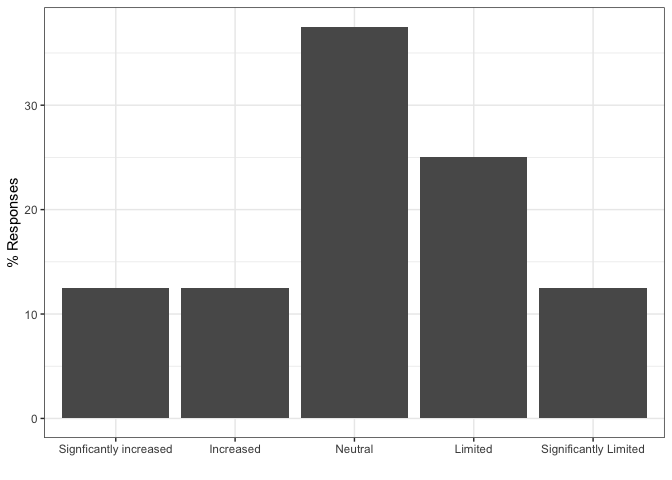 % Responses
30
20
10
0
Signficantly increased
Increased
Neutral
Limited
Significantly Limited